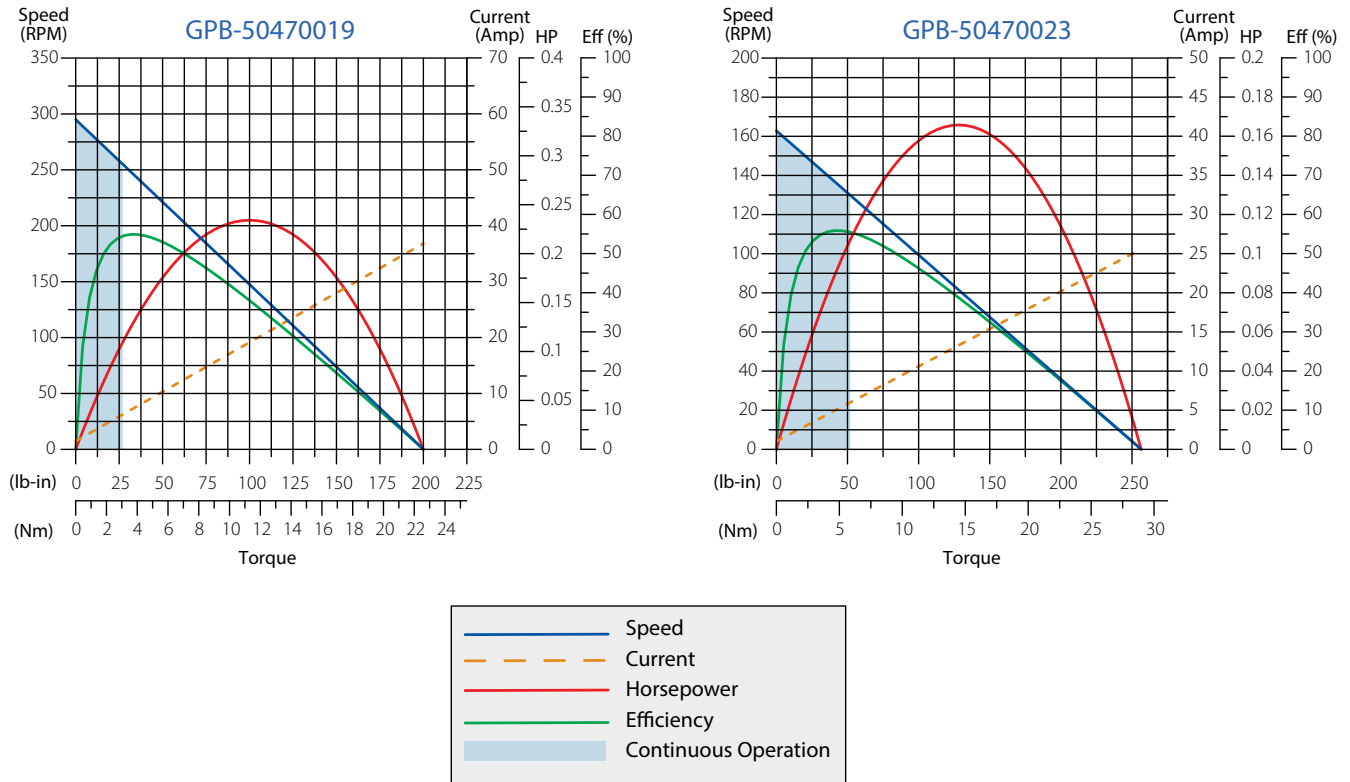 GPB-50470019
Speed
(RPM)
Current
(Amp)
HP
Eff (%)
350
300
250
200
150
100
50
0
70
60
50
40
30
20
10
0
0.4
0.35
0.3
0.25
0.2
0.15
0.1
0.05
0
100
90
80
70
60
50
40
30
20
10
0
(lb-in)
0 25 50 75 100 125 150 175 200 225
(Nm)
0 2 4 6 8 10 12 14 16 18 20 22 24
Torque
GPB-50470023
Speed
(RPM)
Current
(Amp)
HP
Eff (%)
200
180
160
140
120
100
80
60
40
20
0
50
45
40
35
30
25
20
15
10
5
0
0.2
0.18
0.16
0.14
0.12
0.1
0.08
0.06
0.04
0.02
0
100
90
80
70
60
50
40
30
20
10
0
(lb-in)
0 50 100 150 200 250
(Nm)
0 5 10 15 20 25 30
Torque
Speed
Current
Horsepower
Efficiency
Continuous Operation